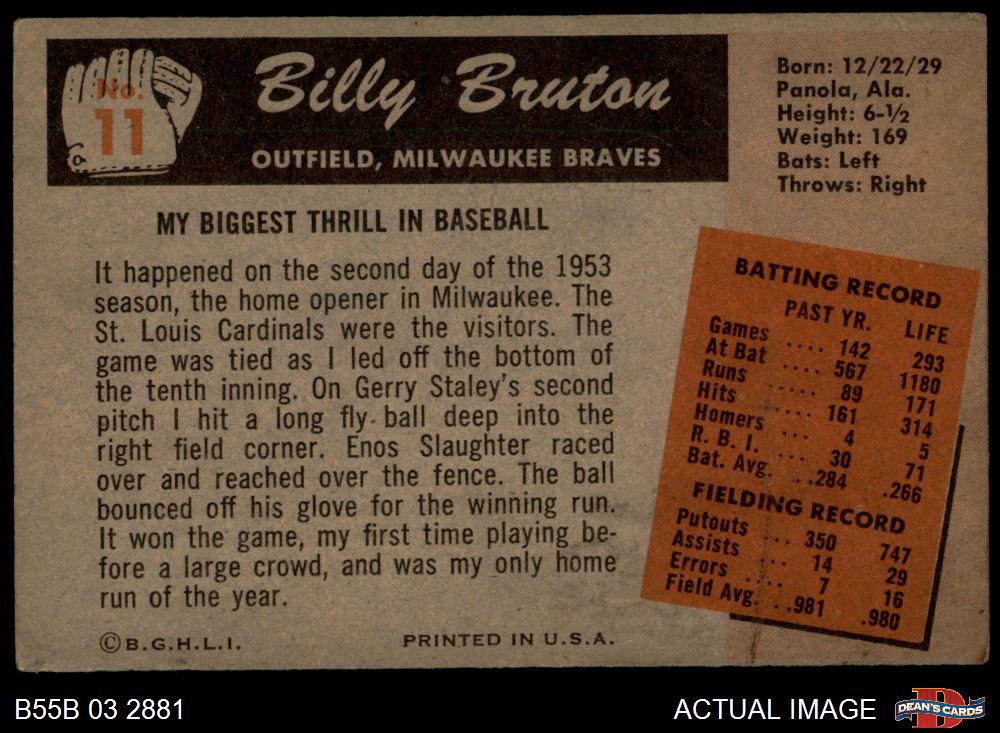 No.
11
Billy Bruton
OUTFIELD, MILWAUKEE BRAVES
Born: 12/22/29
Panola, Ala.
Height: 6-½
Weight: 169
Bats: Left
Throws: Right
MY BIGGEST THRILL IN BASEBALL
It happened on the second day of the 1953
season, the home opener in Milwaukee. The
St. Louis Cardinals were the visitors. The
game was tied as I led off the bottom of
the tenth inning. On Gerry Staley's second
pitch I hit a long fly ball deep into the
right field corner. Enos Slaughter raced
over and reached over the fence. The ball
bounced off his glove for the winning run.
It won the game, my first time playing be-
fore a large crowd, and was my only home
run of the year.
BATTING RECORD
PAST YR. LIFE
Games .... 142 293
At Bat .... 567 1180
Runs .... 89 171
Hits .... 161 314
Homers ... 4 5
R. B. I. ... 30 71
Bat. Avg. ..284 .266
FIELDING RECORD
Putouts ... 350 747
Assists ... 14 29
Errors .... 7 16
Field Avg. ..981 .980
©B.G.H.L.I.
PRINTED IN U.S.A.
B55B 03 2881
ACTUAL IMAGE
DEAN'S CARDS